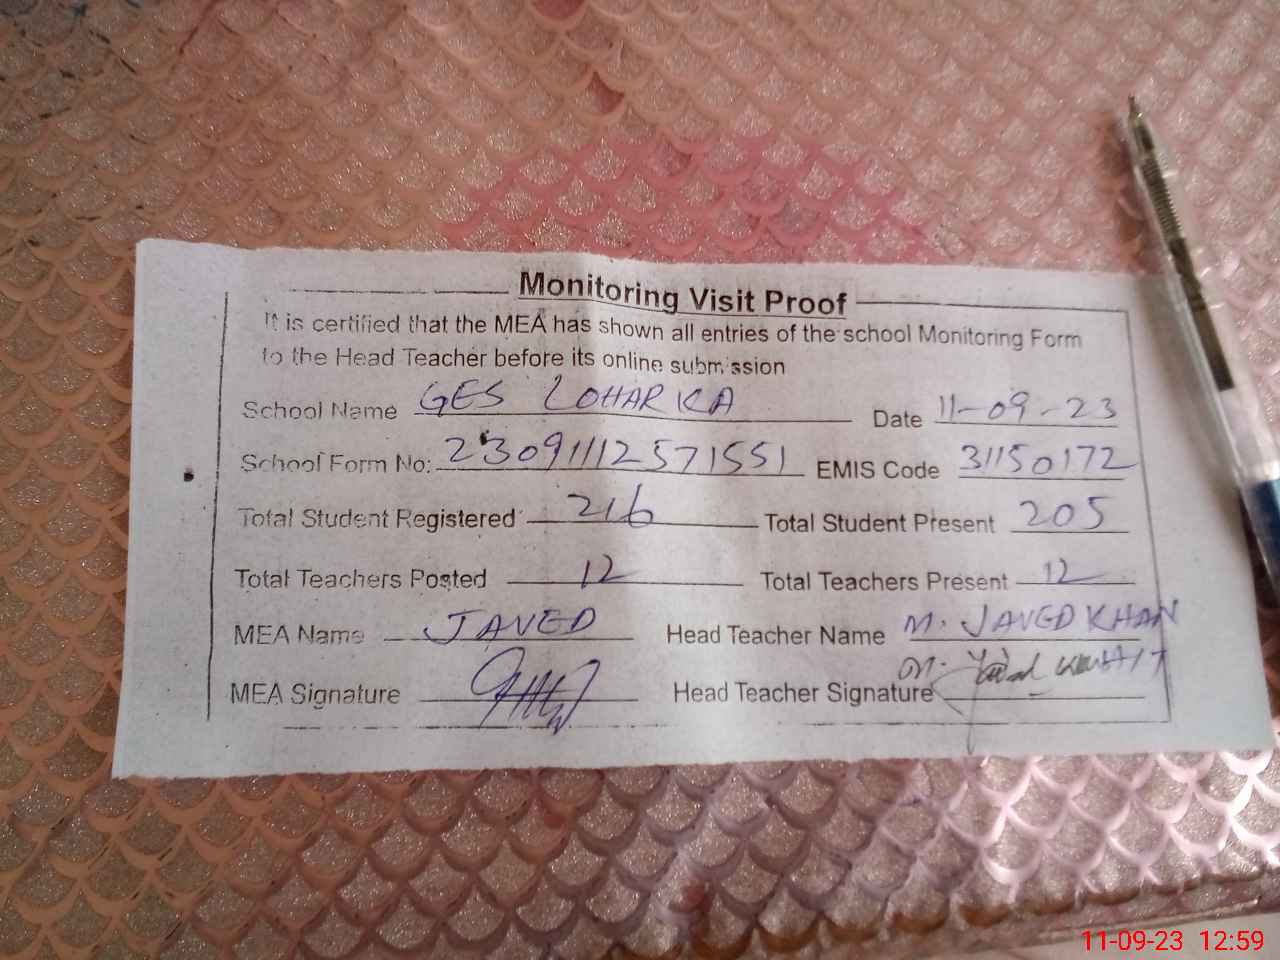 Monitoring Visit Proof
It is certified that the MEA has shown all entries of the school Monitoring Form
to the Head Teacher before its online submission
School Name GES LOHARKA Date 11-09-23
School Form No: 23091112571551 EMIS Code 31150172
Total Student Registered 216 Total Student Present 205
Total Teachers Posted 12 Total Teachers Present 12
MEA Name JAVED Head Teacher Name M. JAVED KHAN
MEA Signature Head Teacher Signature
11-09-23 12:59